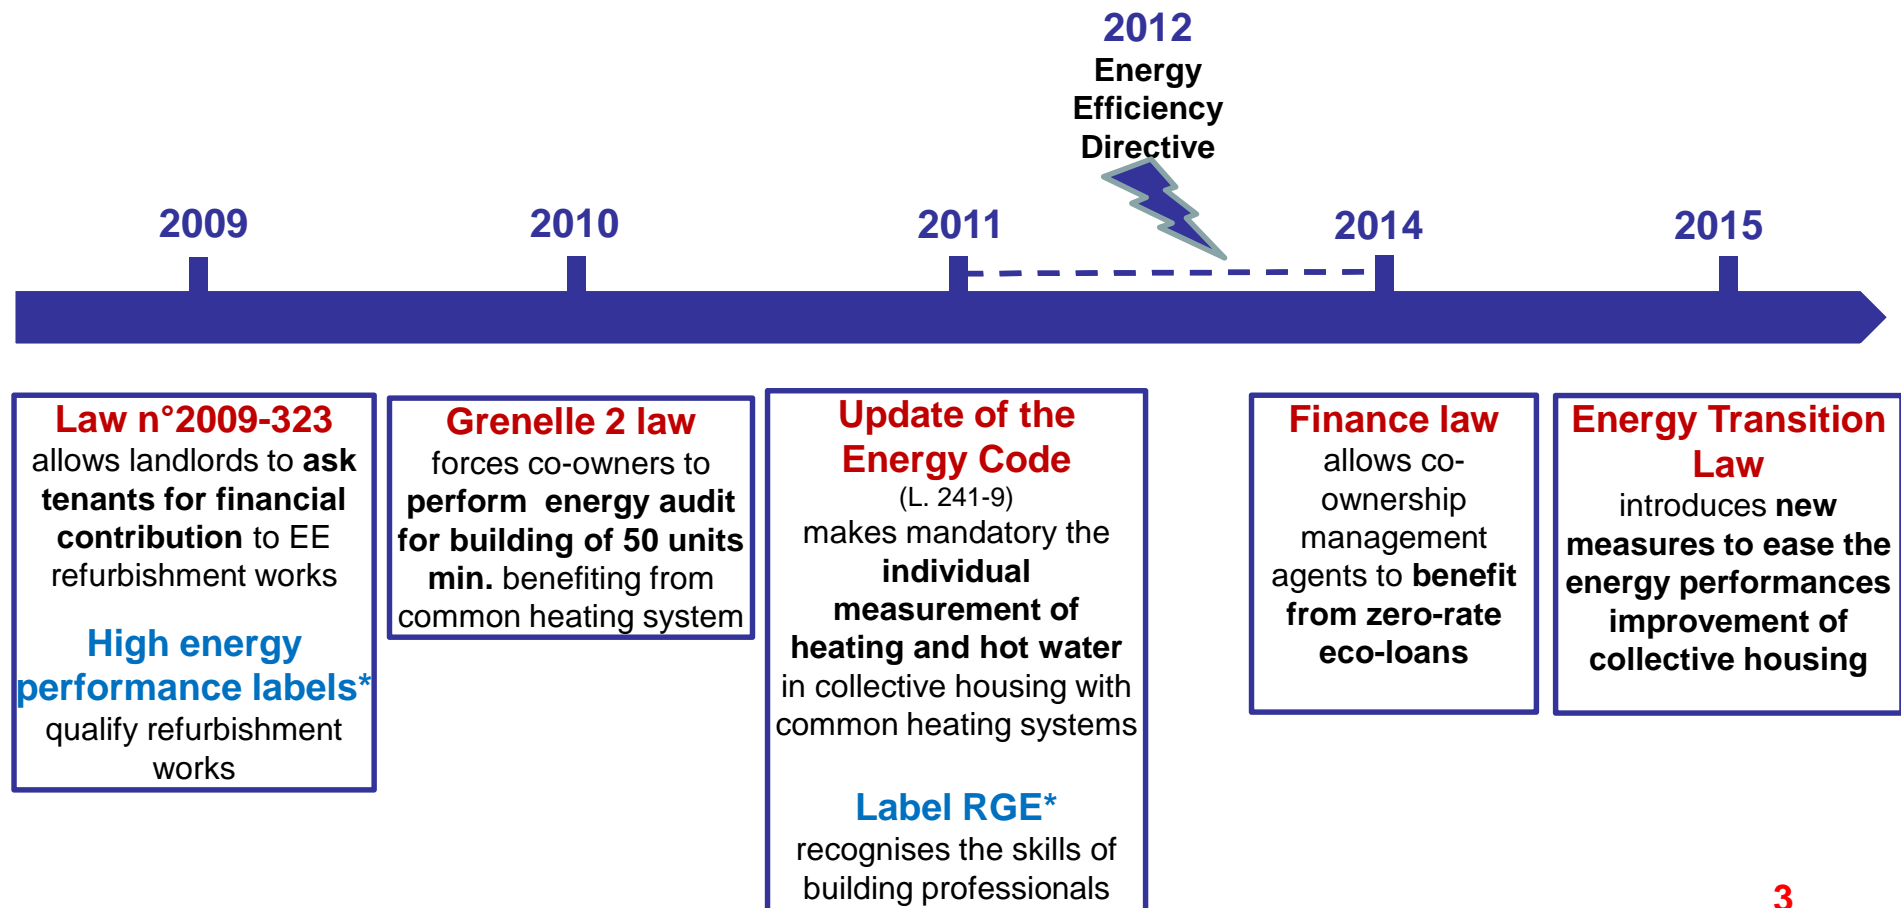 2012
Energy
Efficiency
Directive
2009
2010
2011
2014
2015
Law n°2009-323
allows landlords to ask
tenants for financial
contribution to EE
refurbishment works
High energy
performance labels*
qualify refurbishment
works
Grenelle 2 law
forces co-owners to
perform energy audit
for building of 50 units
min. benefiting from
common heating system
Update of the
Energy Code
(L. 241-9)
makes mandatory the
individual
measurement of
heating and hot water
in collective housing with
common heating systems
Label RGE*
recognises the skills of
building professionals
Finance law
allows co-
ownership
management
agents to benefit
from zero-rate
eco-loans
Energy Transition
Law
introduces new
measures to ease the
energy performances
improvement of
collective housing
3